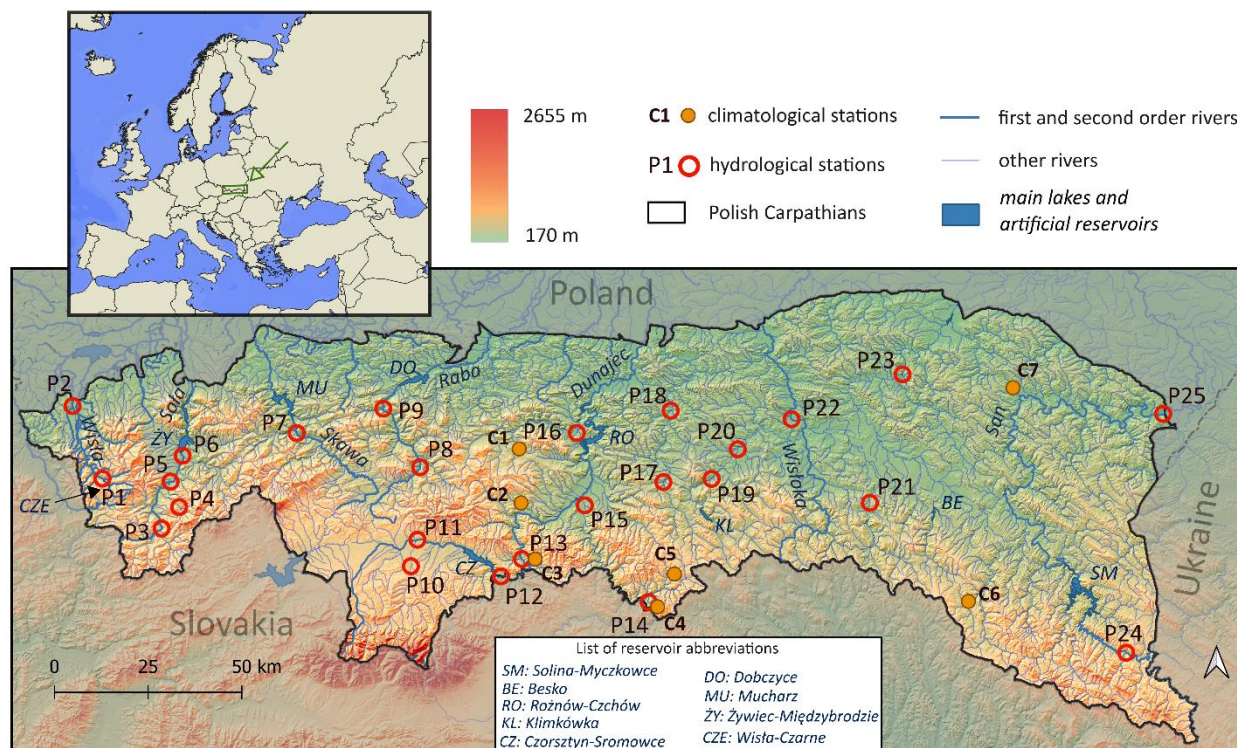 2655 m
170 m
C1 climatological stations
P1 hydrological stations
Polish Carpathians
first and second order rivers
other rivers
main lakes and
artificial reservoirs
Poland
Slovakia
Ukraine
P2
Wisła
CZE
P1
Soła
ŻY
P6
P5
P4
P3
MU
P7
Skawa
DO
Raba
P9
P8
P11
P10
CZ
P12
C1
C2
P13
C3
Dunajec
P16
RO
P15
P18
P17
P20
P19
KL
C5
P14
C4
P22
Wisłoka
P23
P21
BE
C7
San
P25
C6
SM
P24
0 25 50 km
List of reservoir abbreviations
SM: Solina-Myczkowce
BE: Besko
RO: Rożnów-Czchów
KL: Klimkówka
CZ: Czorsztyn-Sromowce
DO: Dobczyce
MU: Mucharz
ŻY: Żywiec-Międzybrodzie
CZE: Wisła-Czarne